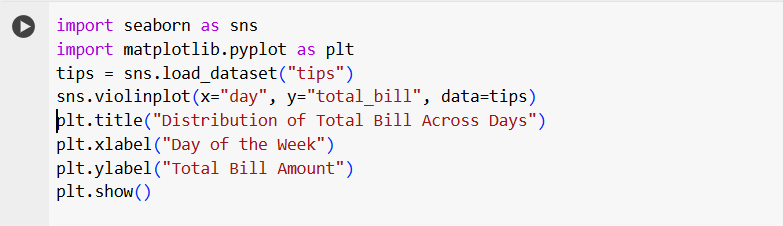 import seaborn as sns
import matplotlib.pyplot as plt
tips = sns.load_dataset("tips")
sns.violinplot(x="day", y="total_bill", data=tips)
plt.title("Distribution of Total Bill Across Days")
plt.xlabel("Day of the Week")
plt.ylabel("Total Bill Amount")
plt.show()